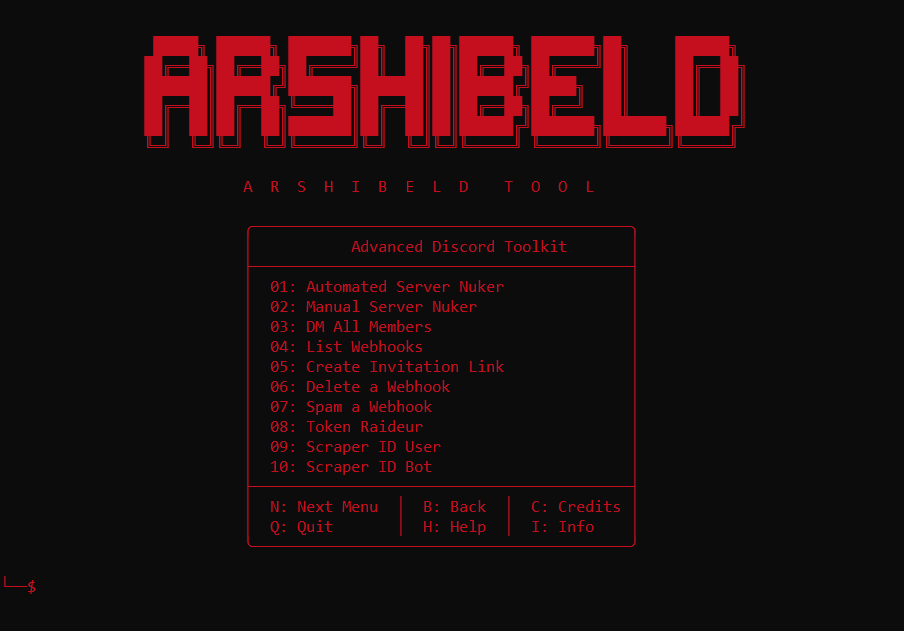 ARSHIBELD
A R S H I B E L D   T O O L
Advanced Discord Toolkit
01: Automated Server Nuker
02: Manual Server Nuker
03: DM All Members
04: List Webhooks
05: Create Invitation Link
06: Delete a Webhook
07: Spam a Webhook
08: Token Raideur
09: Scraper ID User
10: Scraper ID Bot
N: Next Menu │ B: Back │ C: Credits
Q: Quit │ H: Help │ I: Info
└──$